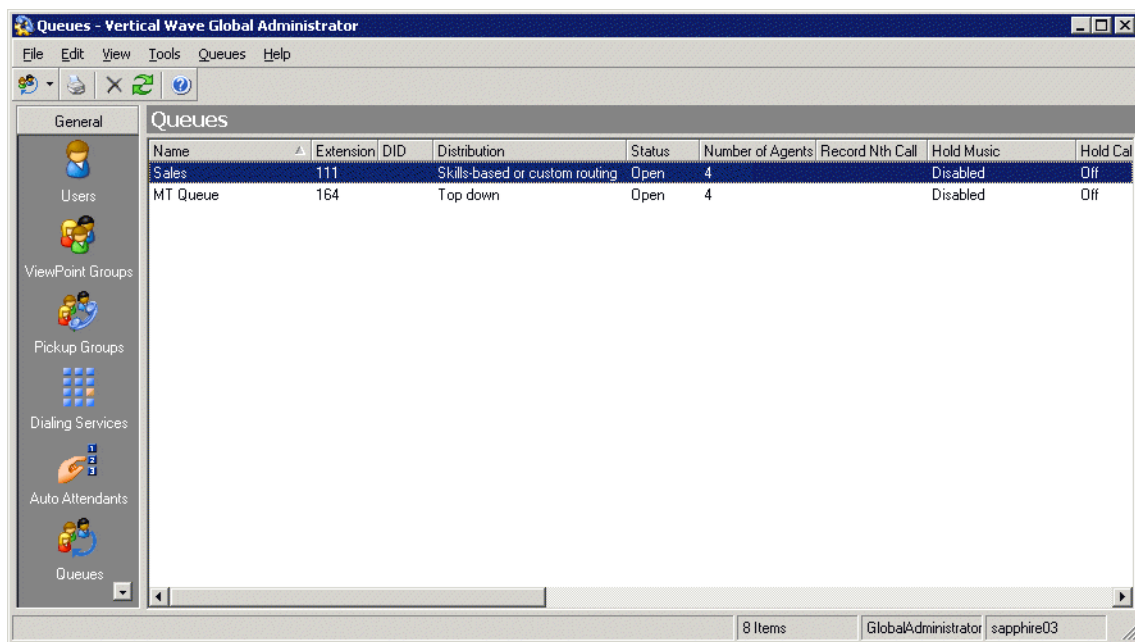 Queues - Vertical Wave Global Administrator
File Edit View Tools Queues Help
General
Queues
Name Extension DID Distribution Status Number of Agents Record Nth Call Hold Music Hold Cal
Sales 111 Skills-based or custom routing Open 4 Disabled Off
MT Queue 164 Top down Open 4 Disabled Off
Users
ViewPoint Groups
Pickup Groups
Dialing Services
1
2
3
Auto Attendants
Queues
8 Items GlobalAdministrator sapphire03